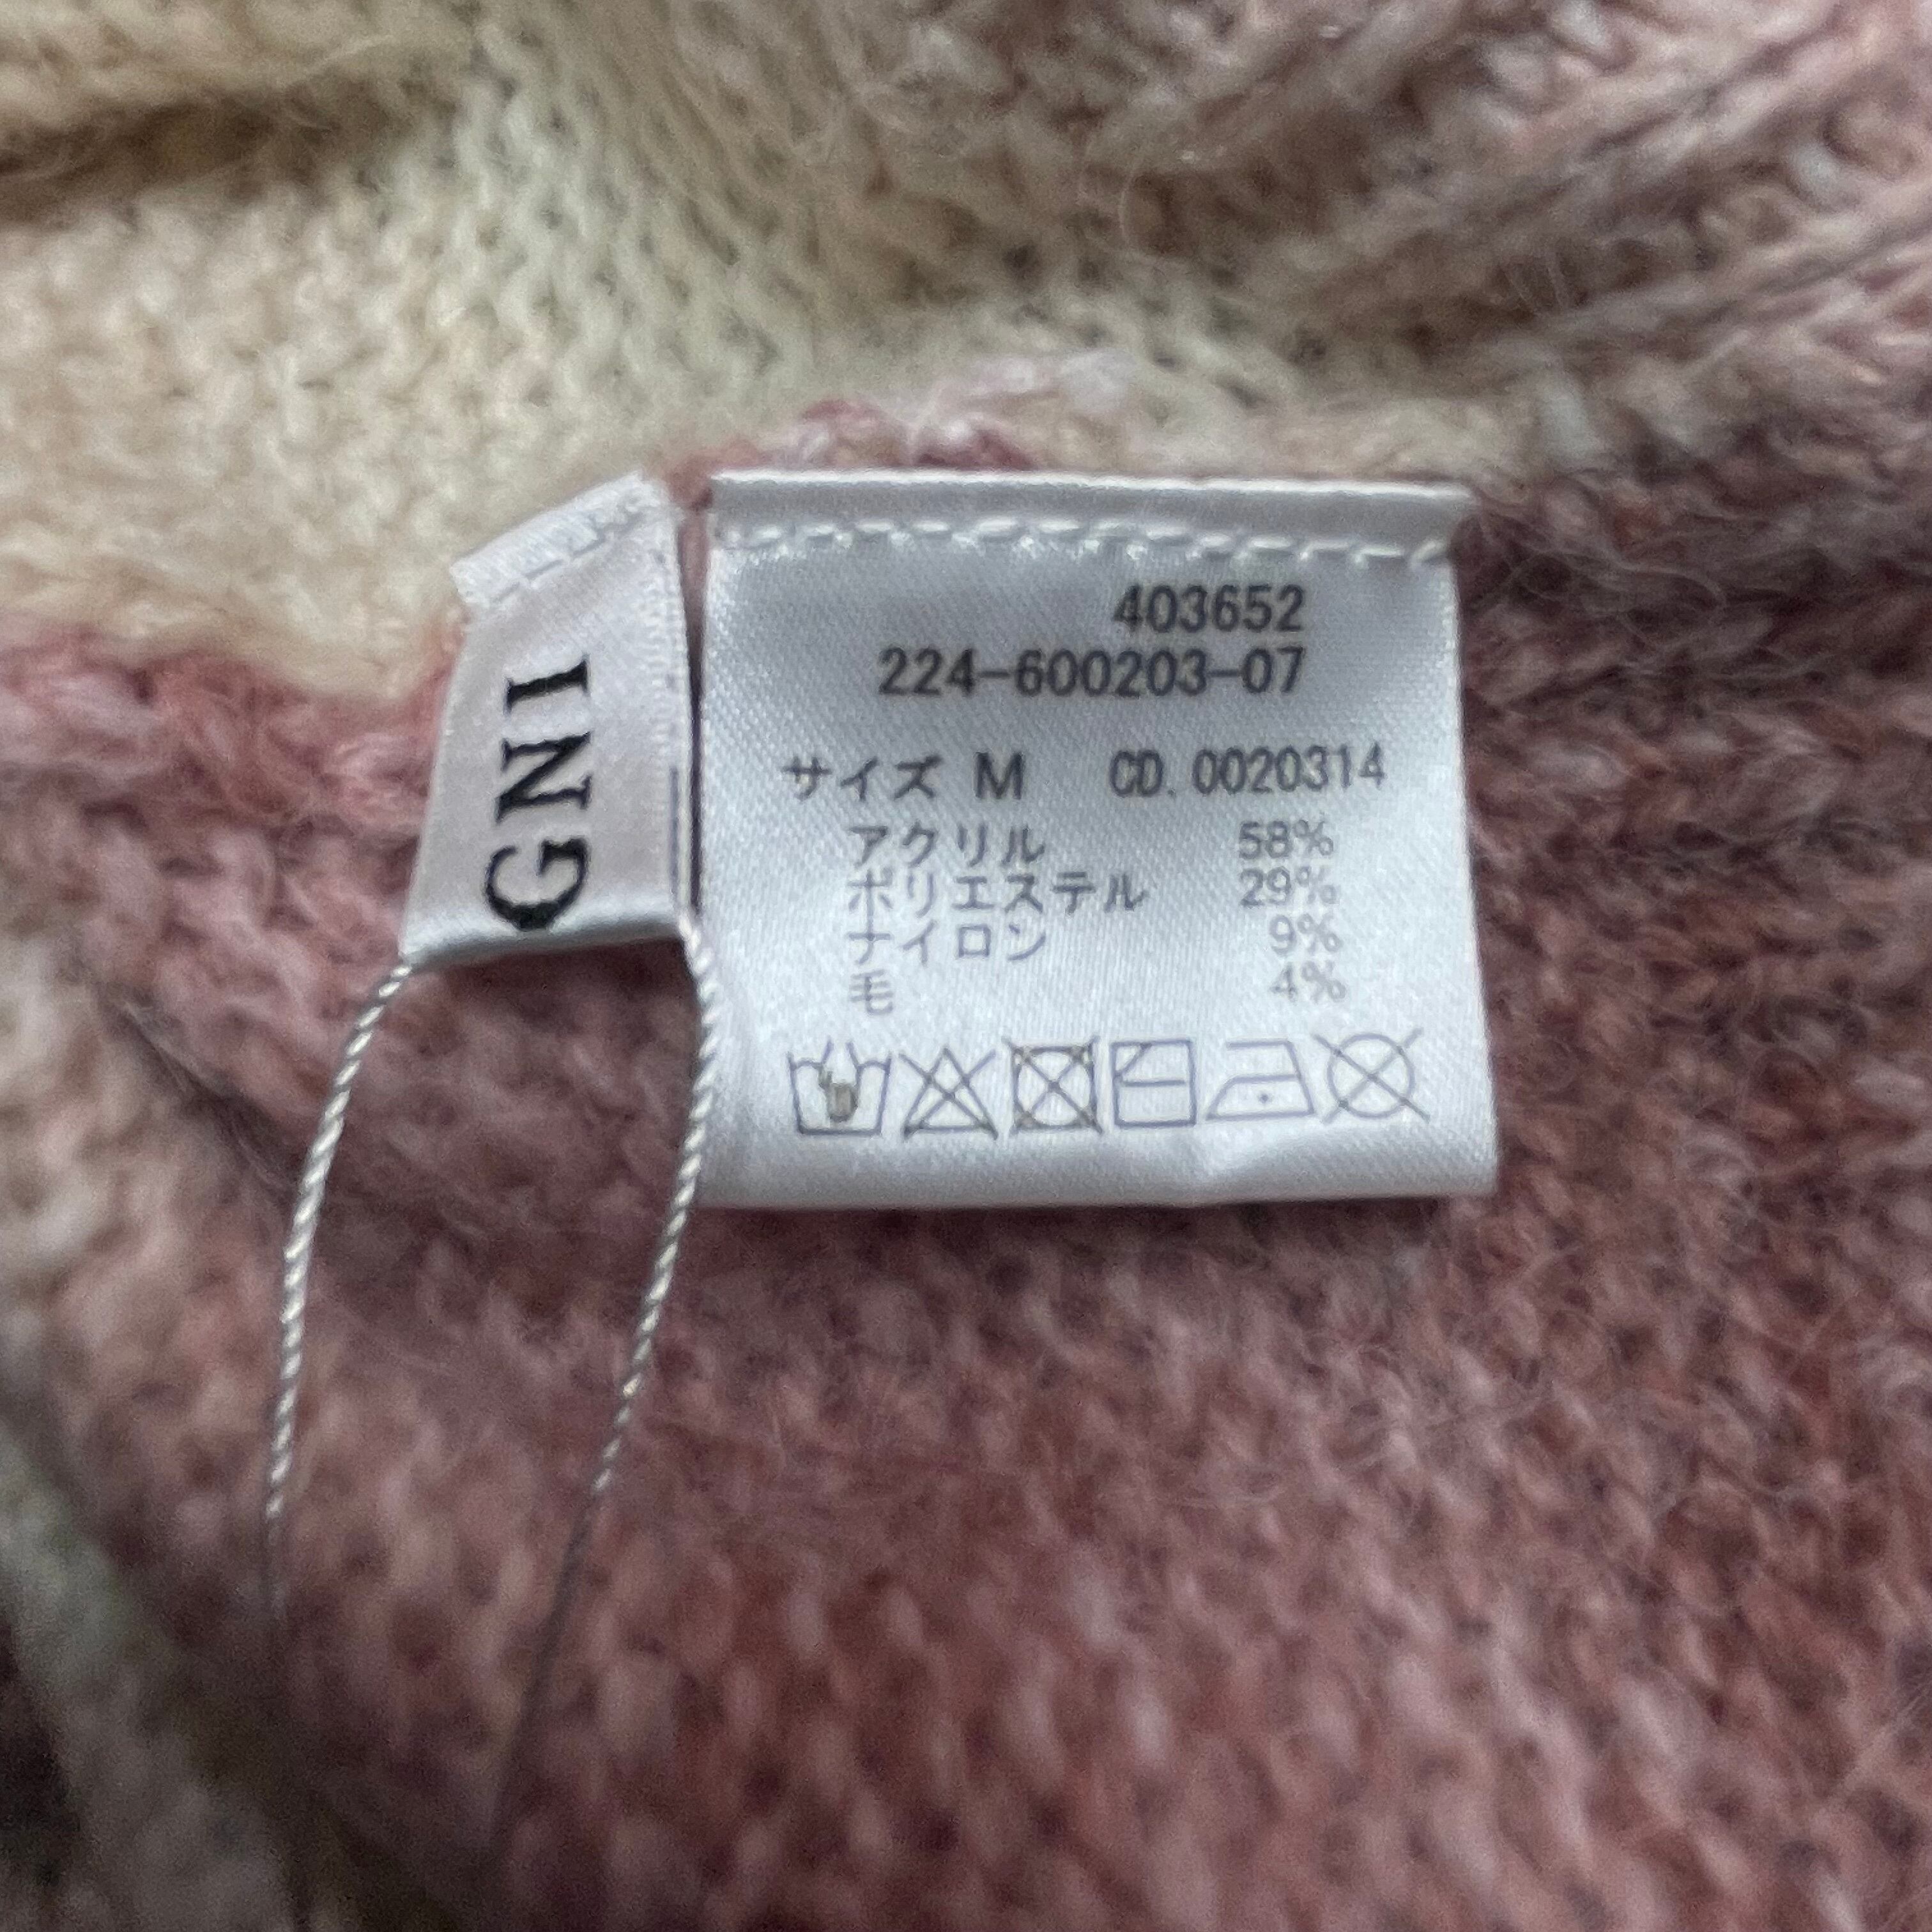 GNI
403652
224-600203-07
サイズ M CD. 0020314
アクリル 58%
ポリエステル 29%
ナイロン 9%
毛 4%